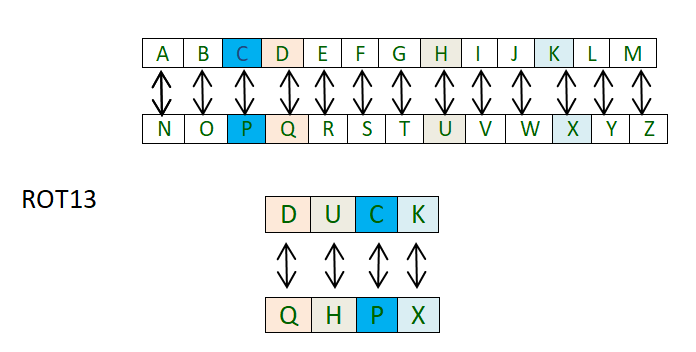 A B C D E F G H I J K L M
N O P Q R S T U V W X Y Z
ROT13
D U C K
Q H P X